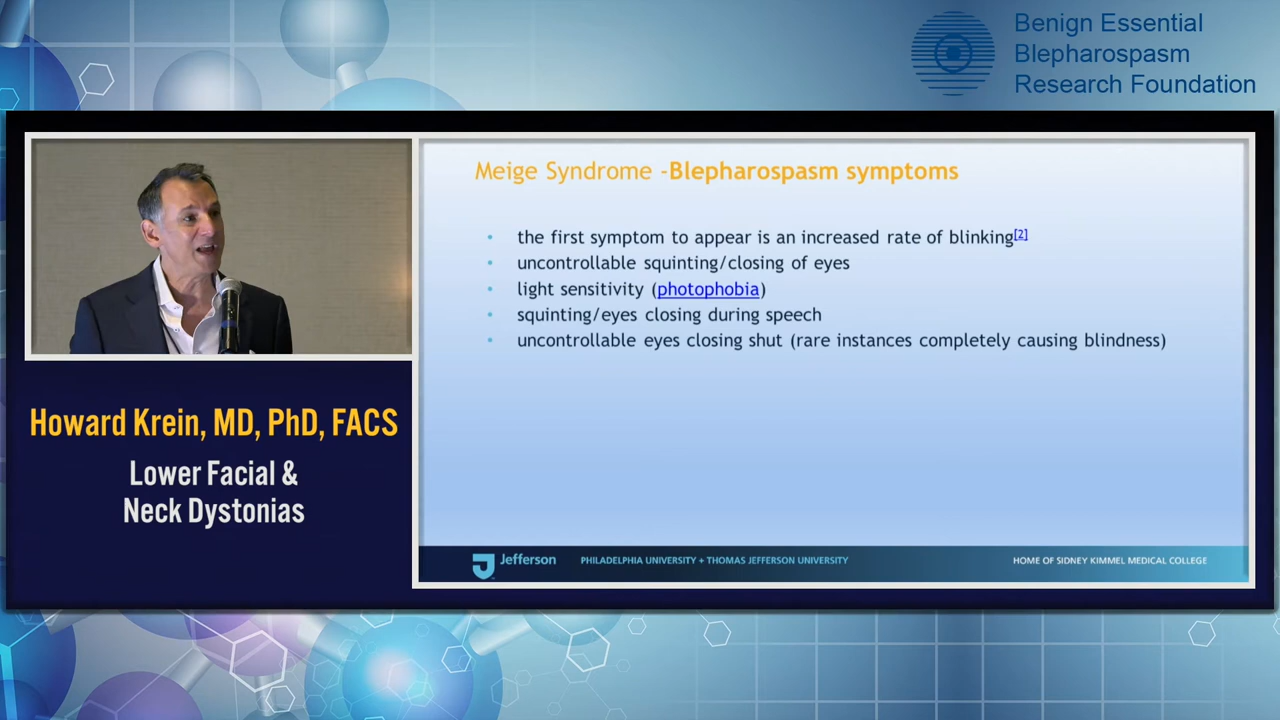 Benign Essential
Blepharospasm
Research Foundation
Meige Syndrome -Blepharospasm symptoms
• the first symptom to appear is an increased rate of blinking[2]
• uncontrollable squinting/closing of eyes
• light sensitivity (photophobia)
• squinting/eyes closing during speech
• uncontrollable eyes closing shut (rare instances completely causing blindness)
Howard Krein, MD, PhD, FACS
Lower Facial &
Neck Dystonias
Jefferson
PHILADELPHIA UNIVERSITY + THOMAS JEFFERSON UNIVERSITY
HOME OF SIDNEY KIMMEL MEDICAL COLLEGE